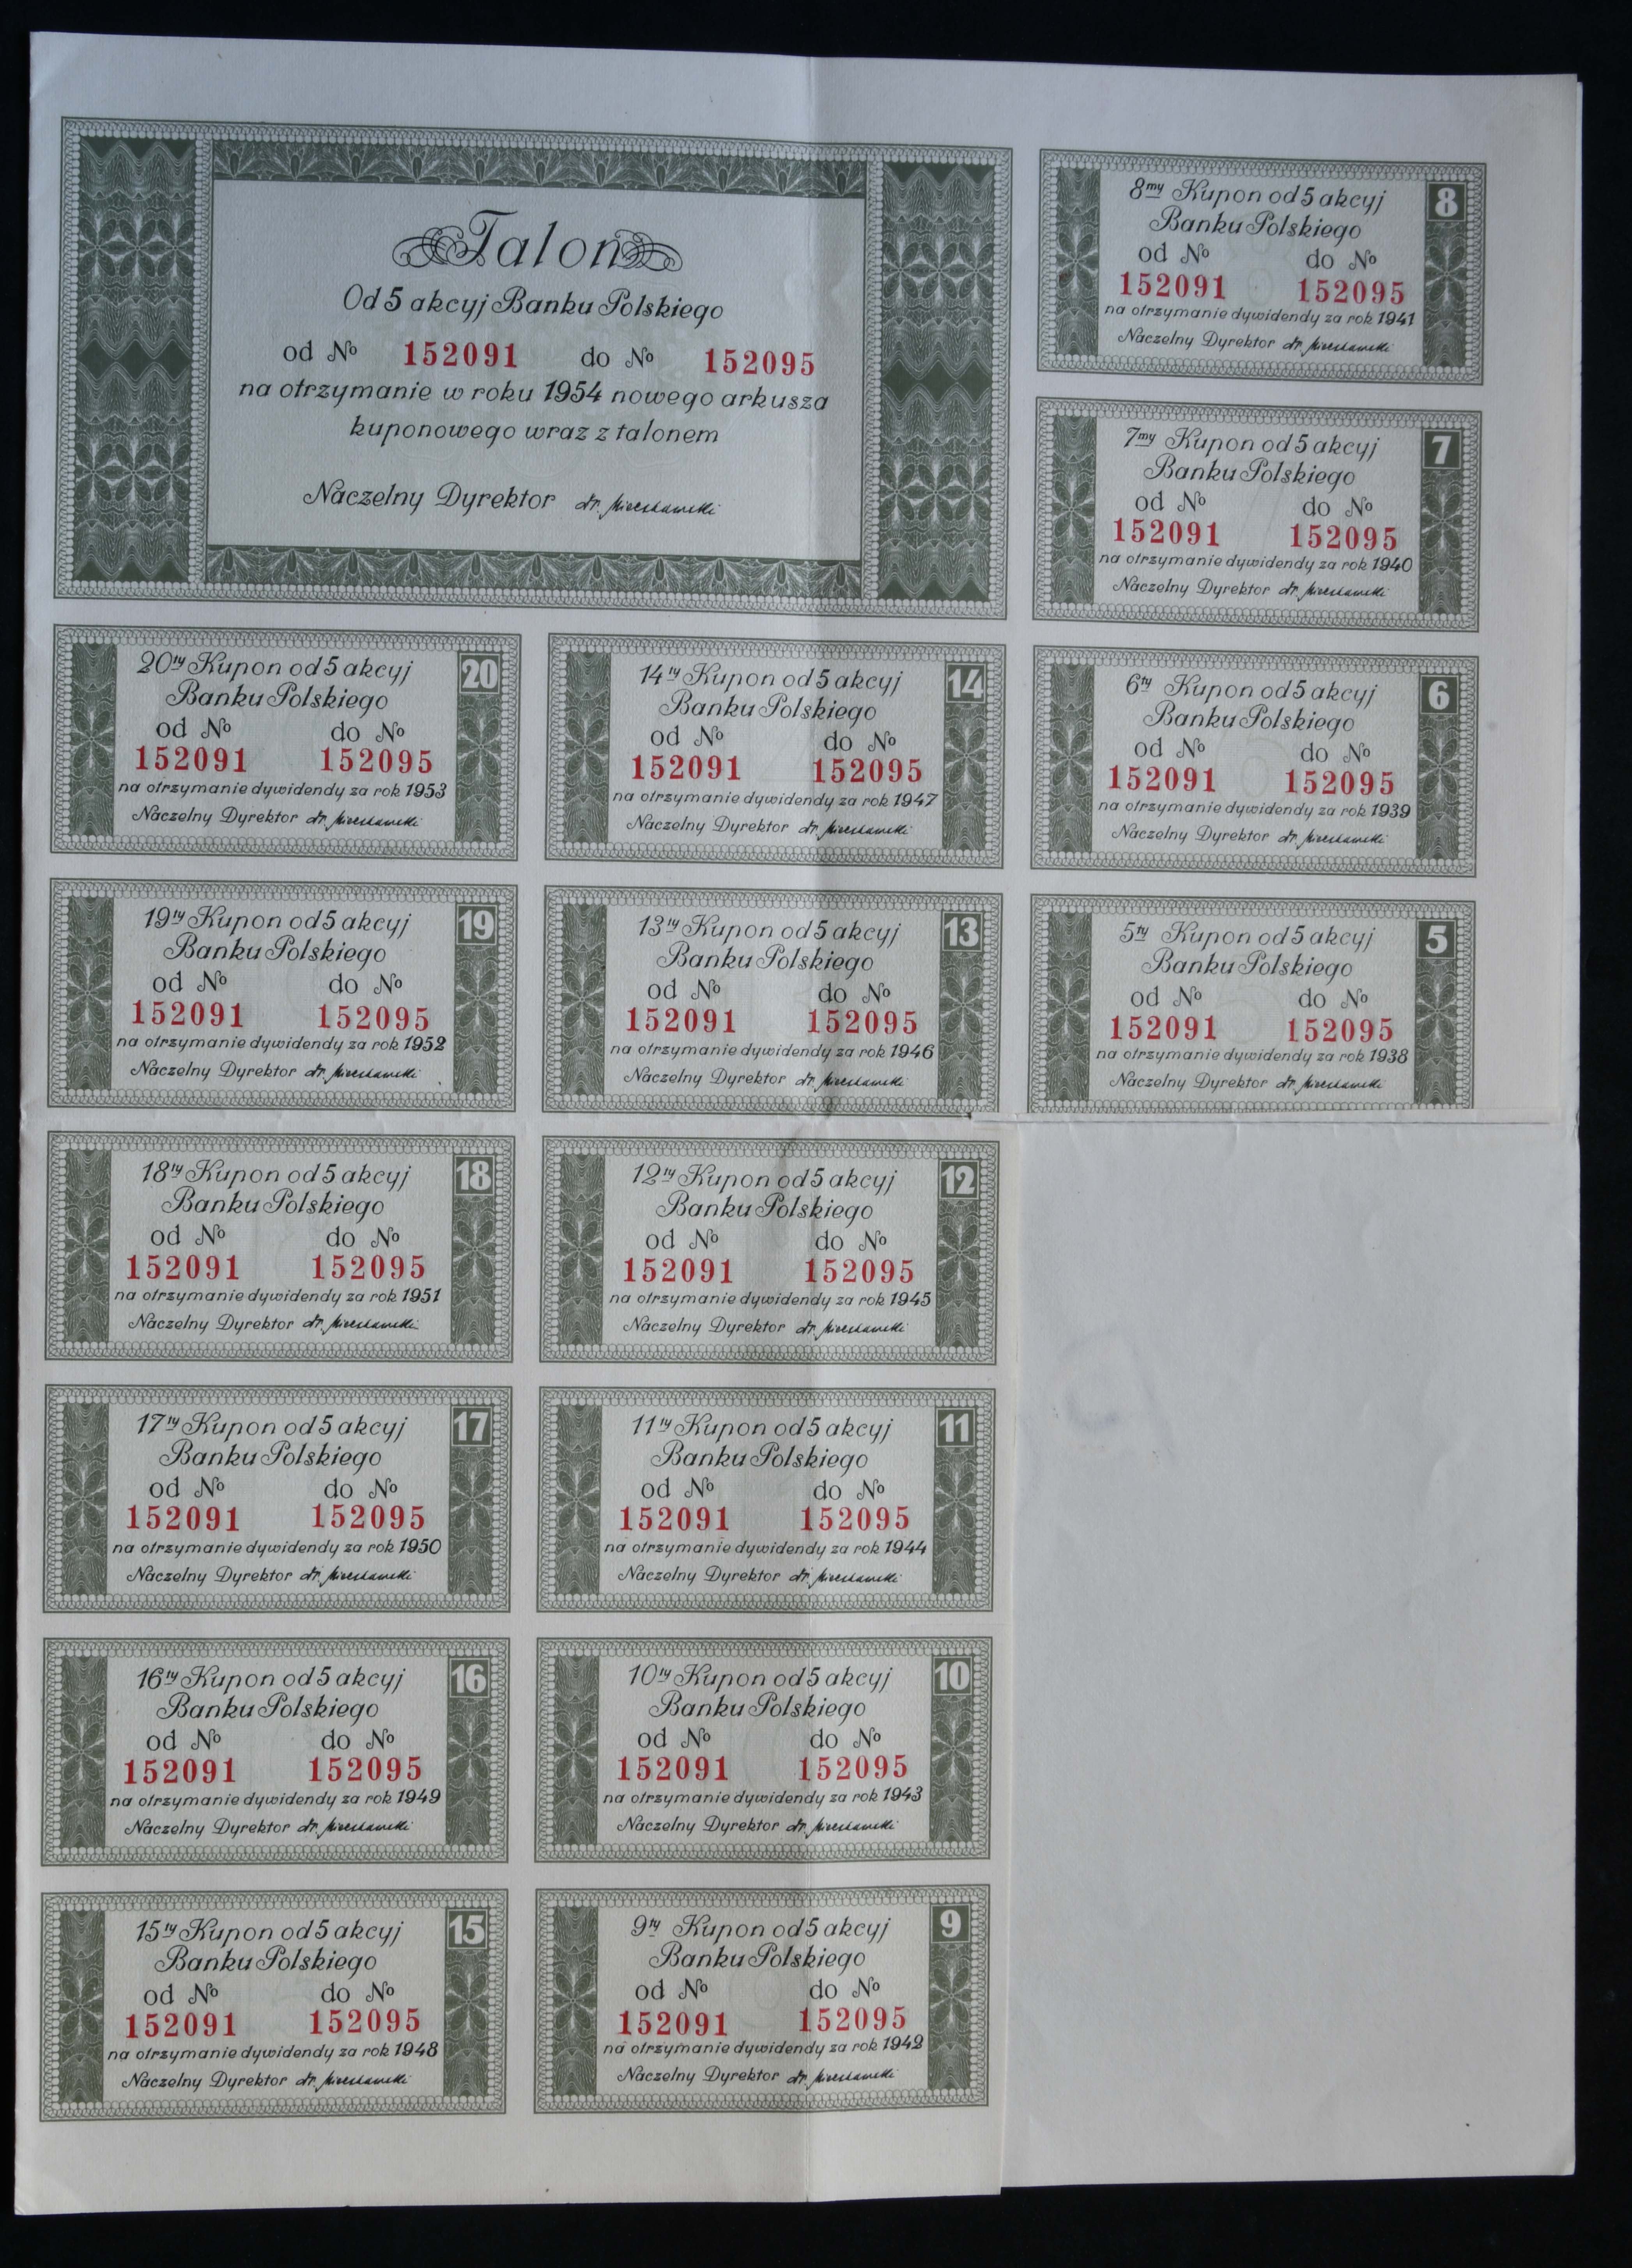 Talon
Od 5 akcyj Banku Polskiego
od № 152091 do № 152095
na otrzymanie w roku 1954 nowego arkusza
kuponowego wraz z talonem
Naczelny Dyrektor
8my Kupon od 5 akcyj 8
Banku Polskiego
od № do №
152091 152095
na otrzymanie dywidendy za rok 1941
Naczelny Dyrektor
7my Kupon od 5 akcyj 7
Banku Polskiego
od № do №
152091 152095
na otrzymanie dywidendy za rok 1940
Naczelny Dyrektor
20ty Kupon od 5 akcyj 20
Banku Polskiego
od № do №
152091 152095
na otrzymanie dywidendy za rok 1953
Naczelny Dyrektor
14ty Kupon od 5 akcyj 14
Banku Polskiego
od № do №
152091 152095
na otrzymanie dywidendy za rok 1947
Naczelny Dyrektor
6ty Kupon od 5 akcyj 6
Banku Polskiego
od № do №
152091 152095
na otrzymanie dywidendy za rok 1939
Naczelny Dyrektor
19ty Kupon od 5 akcyj 19
Banku Polskiego
od № do №
152091 152095
na otrzymanie dywidendy za rok 1952
Naczelny Dyrektor
13ty Kupon od 5 akcyj 13
Banku Polskiego
od № do №
152091 152095
na otrzymanie dywidendy za rok 1946
Naczelny Dyrektor
5ty Kupon od 5 akcyj 5
Banku Polskiego
od № do №
152091 152095
na otrzymanie dywidendy za rok 1938
Naczelny Dyrektor
18ty Kupon od 5 akcyj 18
Banku Polskiego
od № do №
152091 152095
na otrzymanie dywidendy za rok 1951
Naczelny Dyrektor
12ty Kupon od 5 akcyj 12
Banku Polskiego
od № do №
152091 152095
na otrzymanie dywidendy za rok 1945
Naczelny Dyrektor
17ty Kupon od 5 akcyj 17
Banku Polskiego
od № do №
152091 152095
na otrzymanie dywidendy za rok 1950
Naczelny Dyrektor
11ty Kupon od 5 akcyj 11
Banku Polskiego
od № do №
152091 152095
na otrzymanie dywidendy za rok 1944
Naczelny Dyrektor
16ty Kupon od 5 akcyj 16
Banku Polskiego
od № do №
152091 152095
na otrzymanie dywidendy za rok 1949
Naczelny Dyrektor
10ty Kupon od 5 akcyj 10
Banku Polskiego
od № do №
152091 152095
na otrzymanie dywidendy za rok 1943
Naczelny Dyrektor
15ty Kupon od 5 akcyj 15
Banku Polskiego
od № do №
152091 152095
na otrzymanie dywidendy za rok 1948
Naczelny Dyrektor
9ty Kupon od 5 akcyj 9
Banku Polskiego
od № do №
152091 152095
na otrzymanie dywidendy za rok 1942
Naczelny Dyrektor